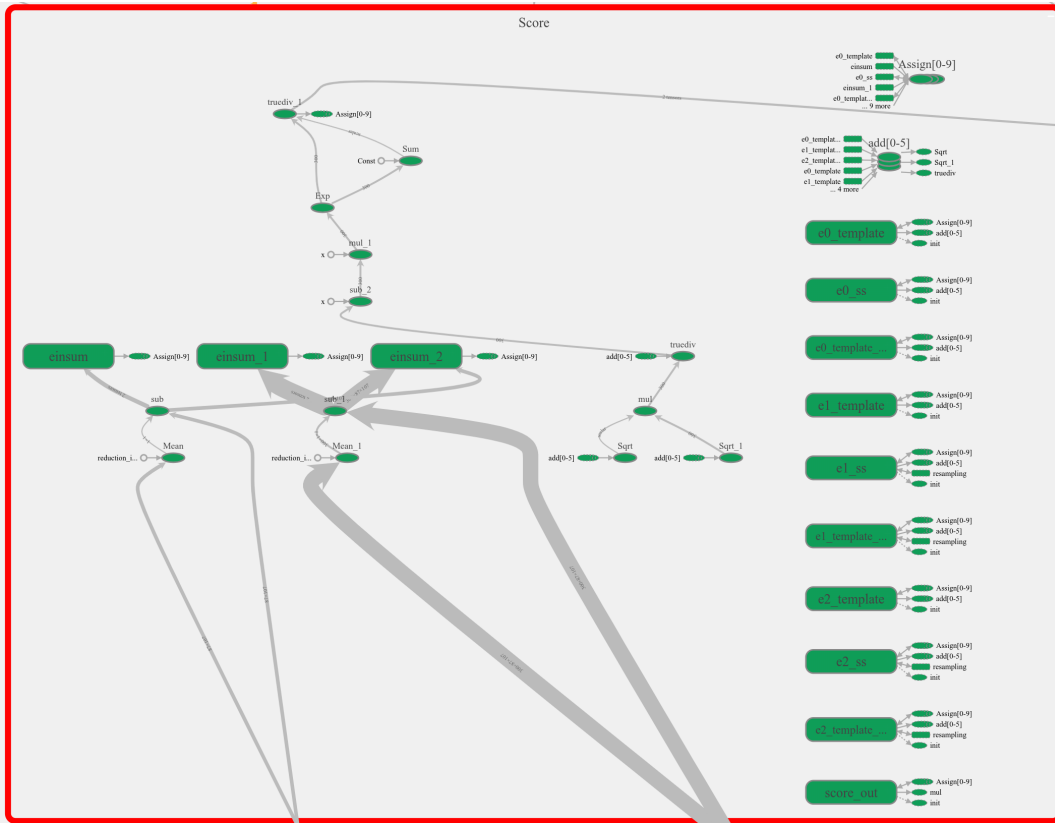 Score
e0_template
einsum
e0_ss
einsum_1
e0_templat...
... 9 more
Assign[0-9]
truediv_1
Assign[0-9]
Sum
Const
e0_templat...
e1_templat...
e2_templat...
e0_template
e1_template
... 4 more
add[0-5]
Sqrt
Sqrt_1
truediv
Exp
mul_1
x
sub_2
x
e0_template
Assign[0-9]
add[0-5]
init
e0_ss
Assign[0-9]
add[0-5]
init
einsum
Assign[0-9]
einsum_1
Assign[0-9]
einsum_2
Assign[0-9]
add[0-5]
truediv
e0_template_...
Assign[0-9]
add[0-5]
init
sub
sub_1
mul
e1_template
Assign[0-9]
add[0-5]
init
reduction_i...
Mean
reduction_i...
Mean_1
add[0-5]
Sqrt
add[0-5]
Sqrt_1
e1_ss
Assign[0-9]
add[0-5]
resampling
init
e1_template_...
Assign[0-9]
add[0-5]
resampling
init
e2_template
Assign[0-9]
add[0-5]
init
e2_ss
Assign[0-9]
add[0-5]
resampling
init
e2_template_...
Assign[0-9]
add[0-5]
resampling
init
score_out
Assign[0-9]
mul
init